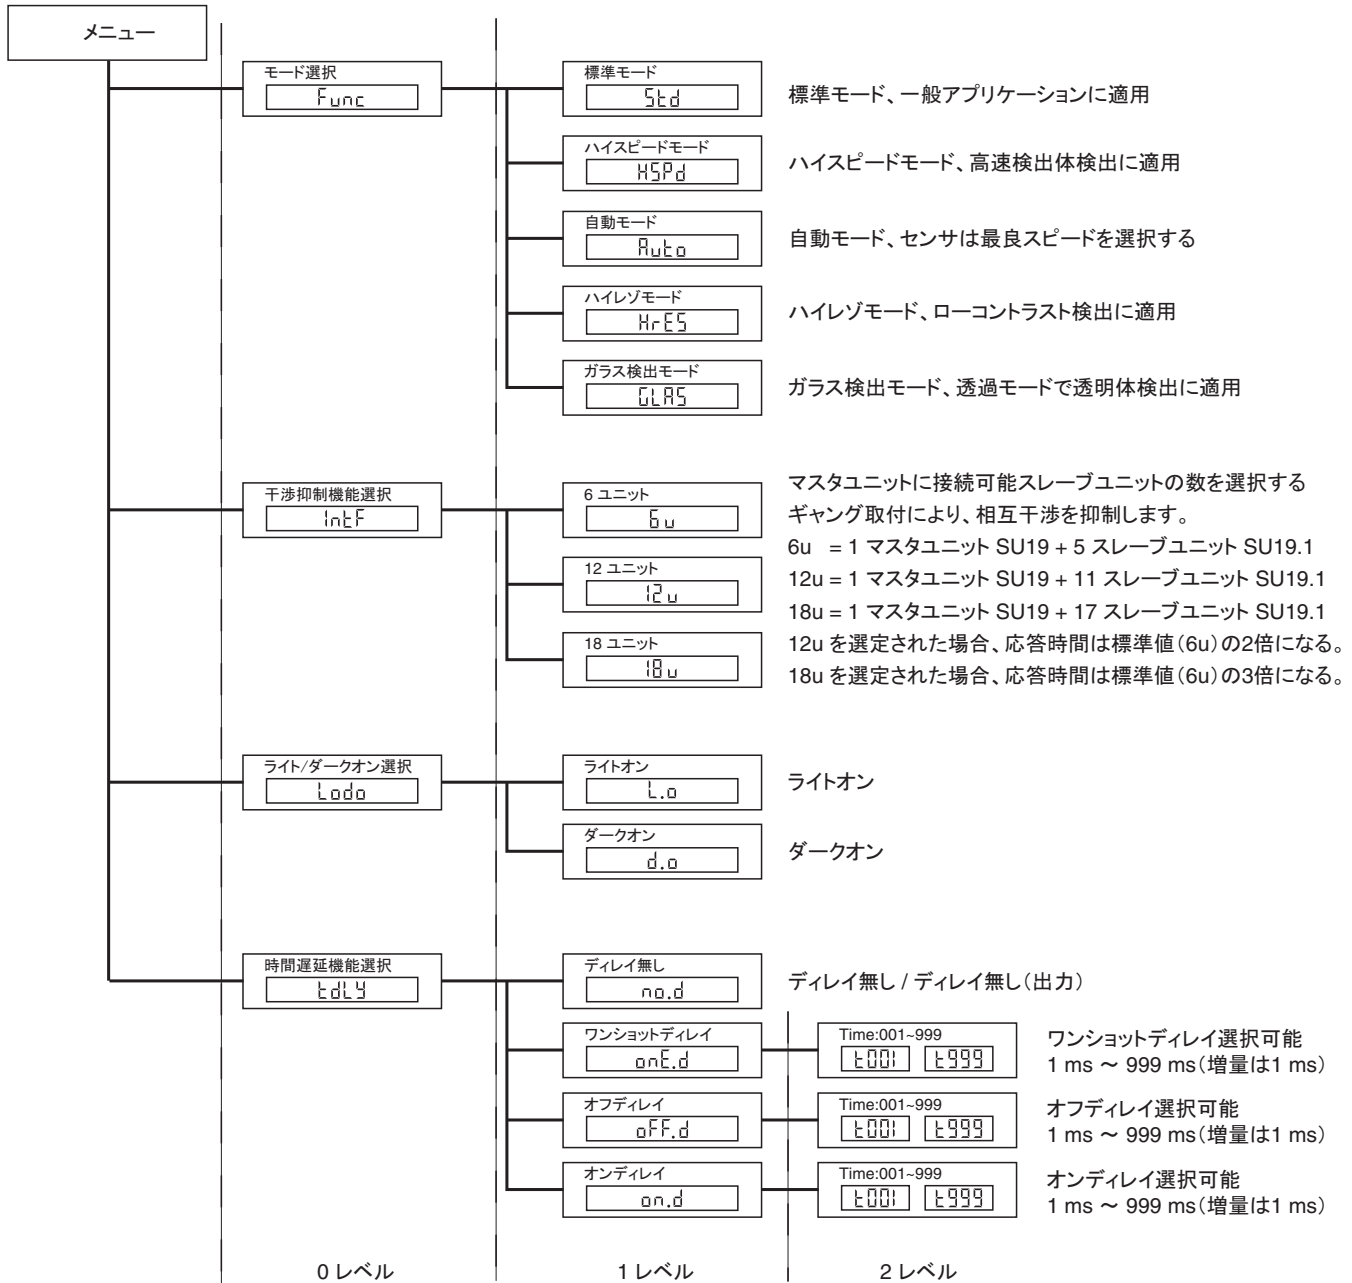 メニュー
モード選択
Func
標準モード
Std
標準モード、一般アプリケーションに適用
ハイスピードモード
HSPd
ハイスピードモード、高速検出体検出に適用
自動モード
Auto
自動モード、センサは最良スピードを選択する
ハイレゾモード
HrES
ハイレゾモード、ローコントラスト検出に適用
ガラス検出モード
GLAS
ガラス検出モード、透過モードで透明体検出に適用
干渉抑制機能選択
IntF
6 ユニット
6u
12 ユニット
12u
18 ユニット
18u
マスタユニットに接続可能スレーブユニットの数を選択する
ギャング取付により、相互干渉を抑制します。
6u = 1 マスタユニット SU19 + 5 スレーブユニット SU19.1
12u = 1 マスタユニット SU19 + 11 スレーブユニット SU19.1
18u = 1 マスタユニット SU19 + 17 スレーブユニット SU19.1
12u を選定された場合、応答時間は標準値(6u)の2倍になる。
18u を選定された場合、応答時間は標準値(6u)の3倍になる。
ライト/ダークオン選択
Lodo
ライトオン
L.o
ライトオン
ダークオン
d.o
ダークオン
時間遅延機能選択
tdLY
ディレイ無し
no.d
ディレイ無し / ディレイ無し(出力)
ワンショットディレイ
onE.d
Time:001~999
t001 t999
ワンショットディレイ選択可能
1 ms ～ 999 ms(増量は1 ms)
オフディレイ
oFF.d
Time:001~999
t001 t999
オフディレイ選択可能
1 ms ～ 999 ms(増量は1 ms)
オンディレイ
on.d
Time:001~999
t001 t999
オンディレイ選択可能
1 ms ～ 999 ms(増量は1 ms)
0 レベル
1 レベル
2 レベル